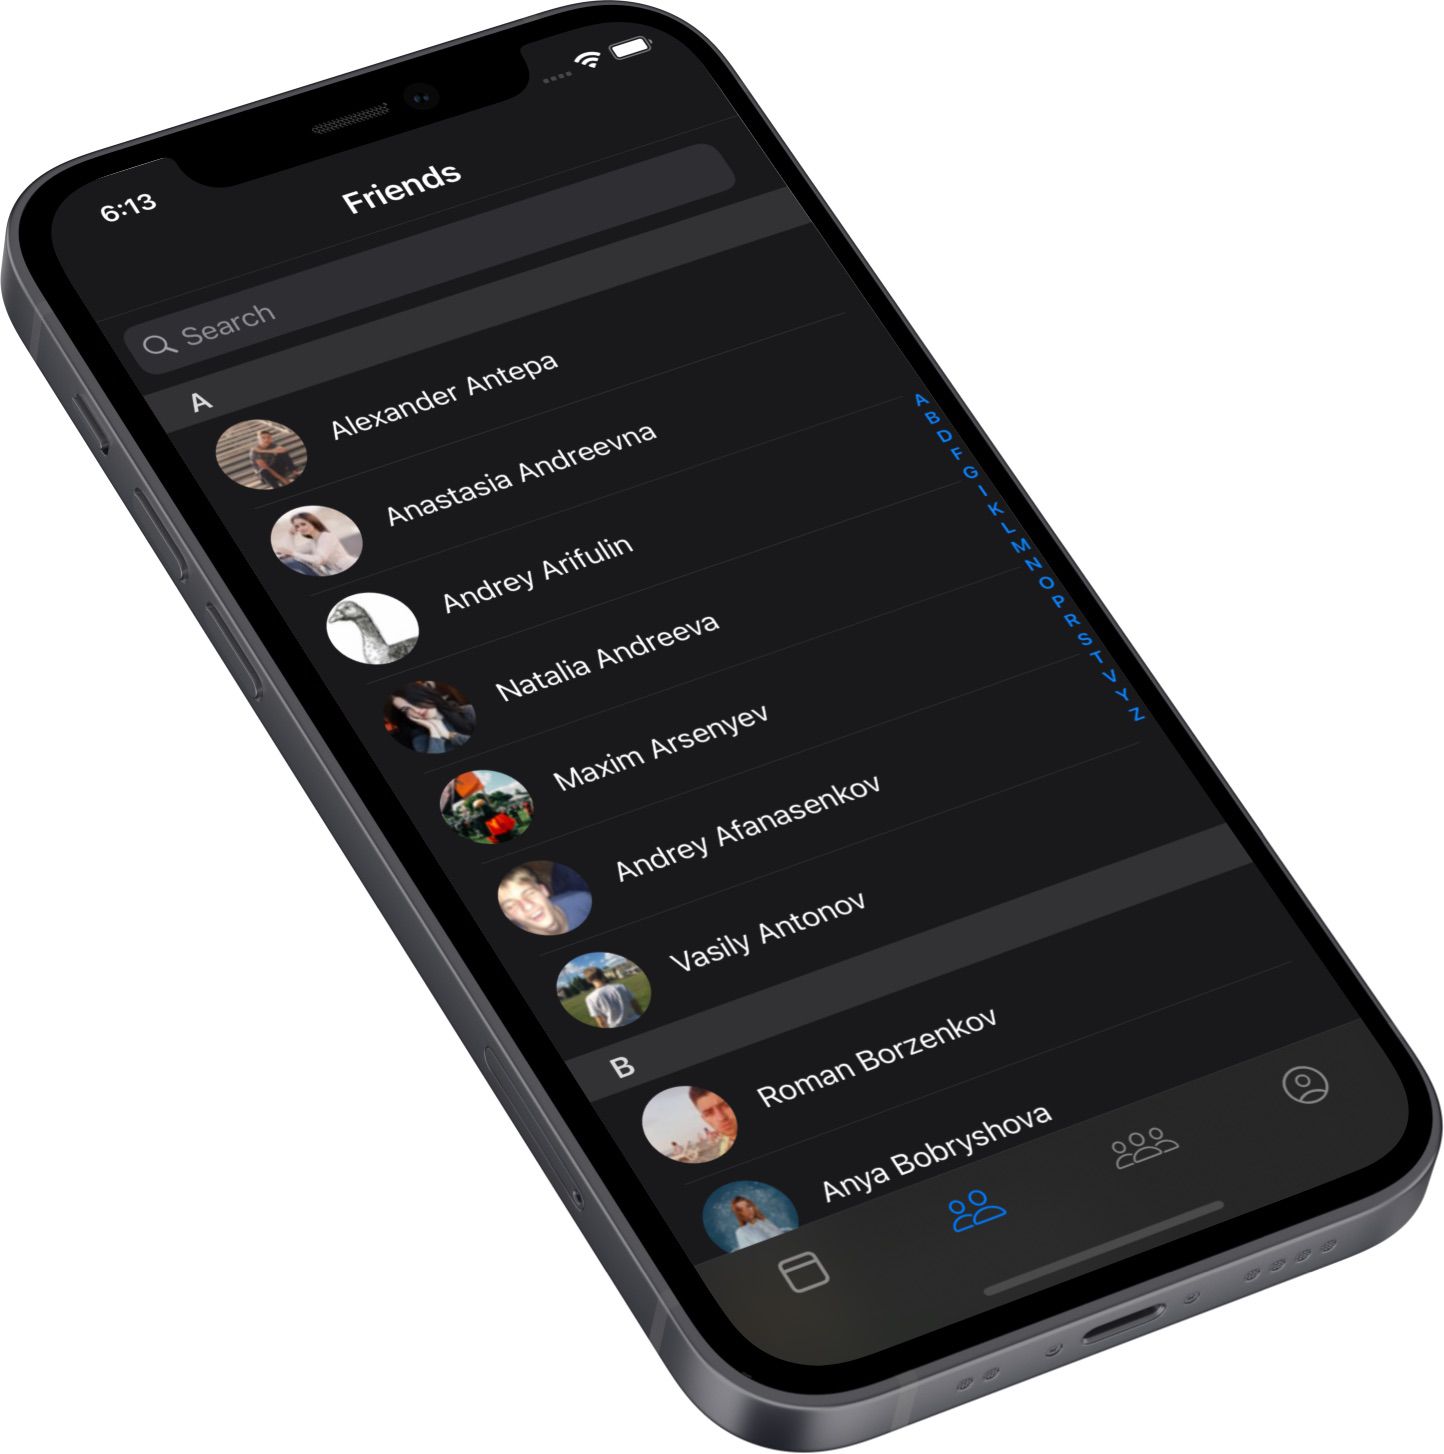 6:13
Friends
Search
A
Alexander Antepa
Anastasia Andreevna
Andrey Arifulin
Natalia Andreeva
Maxim Arsenyev
Andrey Afanasenkov
Vasily Antonov
B
Roman Borzenkov
Anya Bobryshova
A
B
D
F
G
I
K
L
M
N
O
P
R
S
T
V
Y
Z